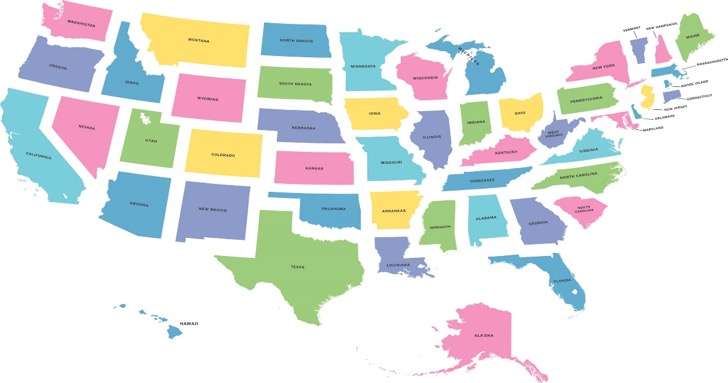 WASHINGTON
OREGON
CALIFORNIA
NEVADA
IDAHO
MONTANA
WYOMING
UTAH
COLORADO
ARIZONA
NEW MEXICO
NORTH DAKOTA
SOUTH DAKOTA
NEBRASKA
KANSAS
OKLAHOMA
TEXAS
MINNESOTA
IOWA
MISSOURI
ARKANSAS
LOUISIANA
WISCONSIN
ILLINOIS
MICHIGAN
INDIANA
OHIO
KENTUCKY
TENNESSEE
MISSISSIPPI
ALABAMA
GEORGIA
FLORIDA
SOUTH
CAROLINA
NORTH CAROLINA
VIRGINIA
WEST
VIRGINIA
PENNSYLVANIA
NEW YORK
VERMONT
NEW HAMPSHIRE
MAINE
MASSACHUSETTS
RHODE ISLAND
CONNECTICUT
NEW JERSEY
DELAWARE
MARYLAND
HAWAII
ALASKA